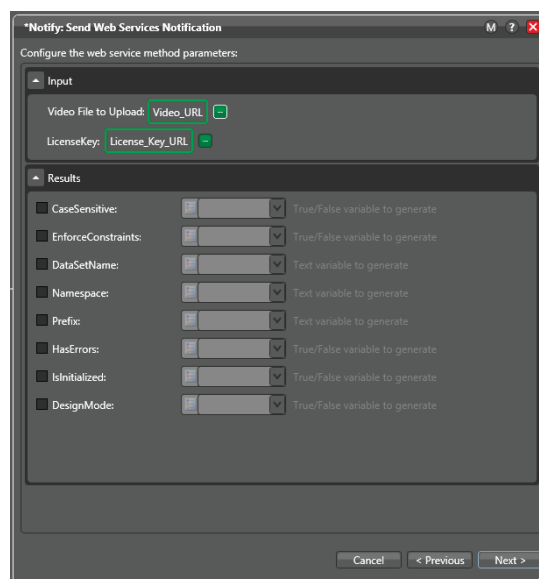 *Notify: Send Web Services Notification M ? X
Configure the web service method parameters:
Input
Video File to Upload: Video_URL
LicenseKey: License_Key_URL
Results
CaseSensitive: True/False variable to generate
EnforceConstraints: True/False variable to generate
DataSetName: Text variable to generate
Namespace: Text variable to generate
Prefix: Text variable to generate
HasErrors: True/False variable to generate
IsInitialized: True/False variable to generate
DesignMode: True/False variable to generate
Cancel < Previous Next >